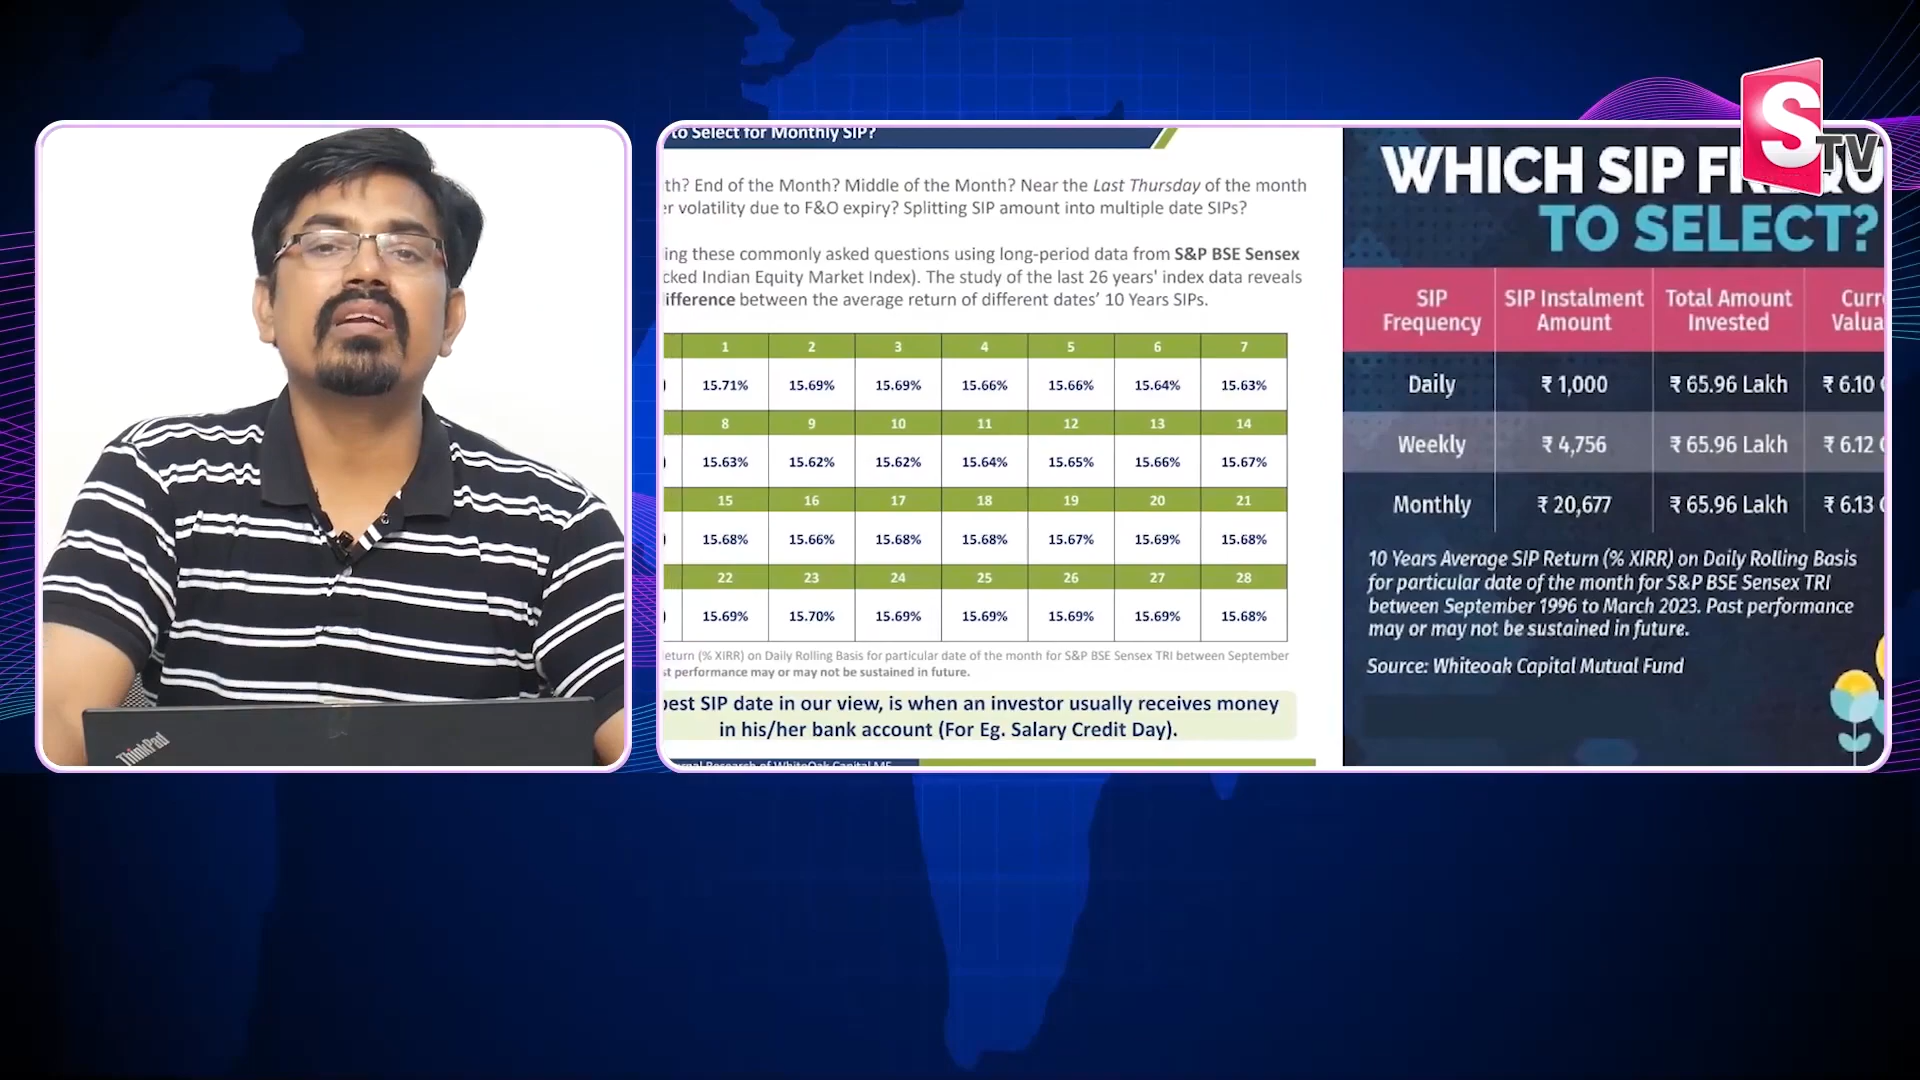 STV
to Select for Monthly SIP?
th? End of the Month? Middle of the Month? Near the Last Thursday of the month
er volatility due to F&O expiry? Splitting SIP amount into multiple date SIPs?
ing these commonly asked questions using long-period data from S&P BSE Sensex
cked Indian Equity Market Index). The study of the last 26 years' index data reveals
ifference between the average return of different dates’ 10 Years SIPs.
1 2 3 4 5 6 7
) 15.71% 15.69% 15.69% 15.66% 15.66% 15.64% 15.63%
8 9 10 11 12 13 14
) 15.63% 15.62% 15.62% 15.64% 15.65% 15.66% 15.67%
15 16 17 18 19 20 21
) 15.68% 15.66% 15.68% 15.68% 15.67% 15.69% 15.68%
22 23 24 25 26 27 28
) 15.69% 15.70% 15.69% 15.69% 15.69% 15.69% 15.68%
eturn (% XIRR) on Daily Rolling Basis for particular date of the month for S&P BSE Sensex TRI between September
st performance may or may not be sustained in future.
best SIP date in our view, is when an investor usually receives money
in his/her bank account (For Eg. Salary Credit Day).
Research of WhiteOak Capital MF
WHICH SIP
TO SELECT?
SIP SIP Instalment Total Amount Curr
Frequency Amount Invested Valua
Daily ₹ 1,000 ₹ 65.96 Lakh ₹ 6.10
Weekly ₹ 4,756 ₹ 65.96 Lakh ₹ 6.12
Monthly ₹ 20,677 ₹ 65.96 Lakh ₹ 6.13
10 Years Average SIP Return (% XIRR) on Daily Rolling Basis
for particular date of the month for S&P BSE Sensex TRI
between September 1996 to March 2023. Past performance
may or may not be sustained in future.
Source: Whiteoak Capital Mutual Fund
ThinkPad